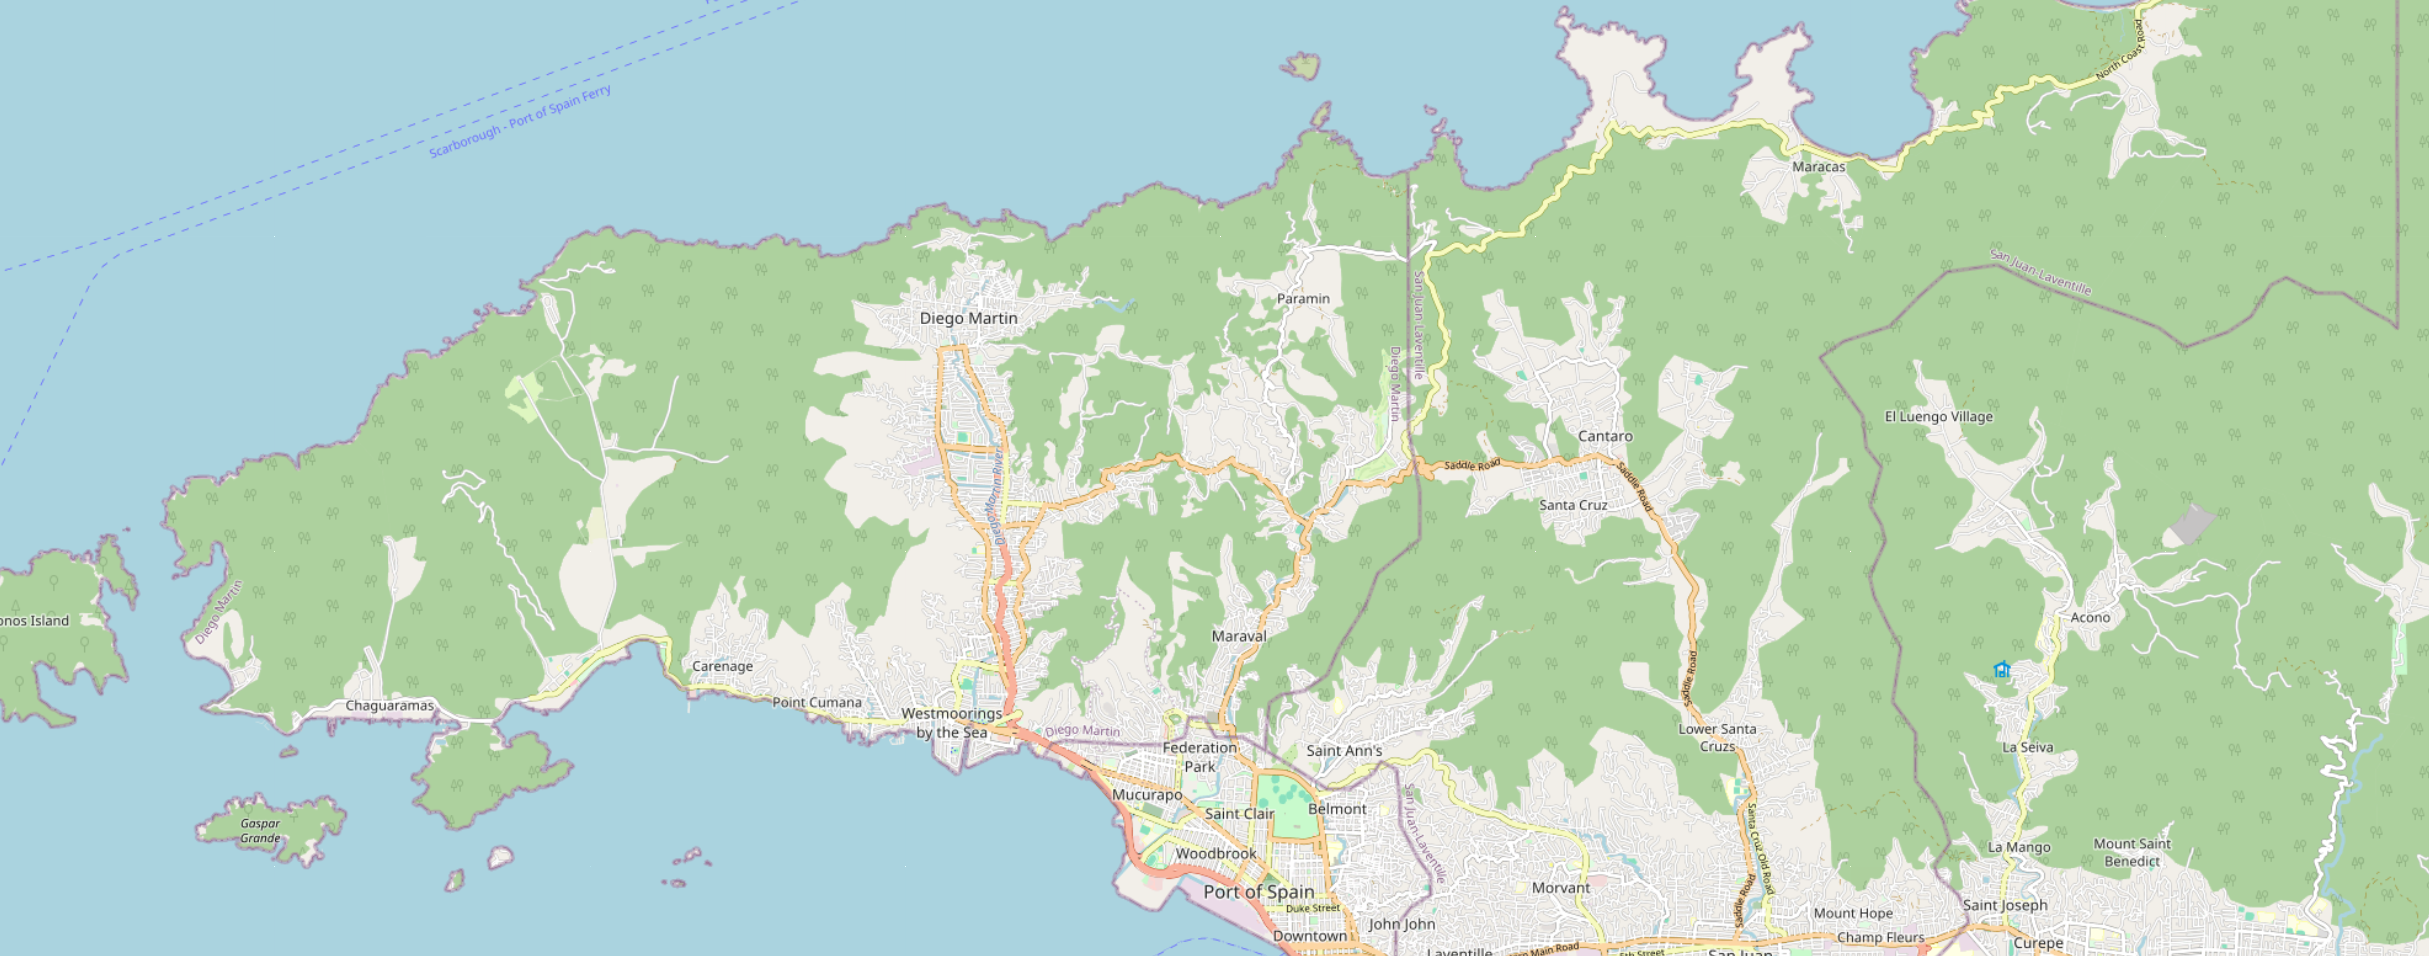 Scarborough - Port of Spain Ferry
North Coast Road
Maracas
San Juan-Laventille
Paramin
San Juan-Laventille
Diego Martin
Diego Martin
El Luengo Village
Cantaro
Saddle Road
Saddle Road
Santa Cruz
Diego Martin River
Diego Martin
onos Island
Acono
Maraval
Carenage
Saddle Road
Point Cumana
Chaguaramas
Westmoorings
by the Sea
Diego Martin
Federation
Park
Saint Ann's
Lower Santa
Cruzs
La Seiva
Mucurapo
Saint Clair
Belmont
San Juan-Laventille
Santa Cruz Old Road
Gaspar
Grande
Woodbrook
La Mango
Mount Saint
Benedict
Port of Spain
Duke Street
Morvant
Saddle Road
Mount Hope
Saint Joseph
John John
Downtown
Champ Fleurs
Curepe
Laventille
Main Road
5th Street
San Juan